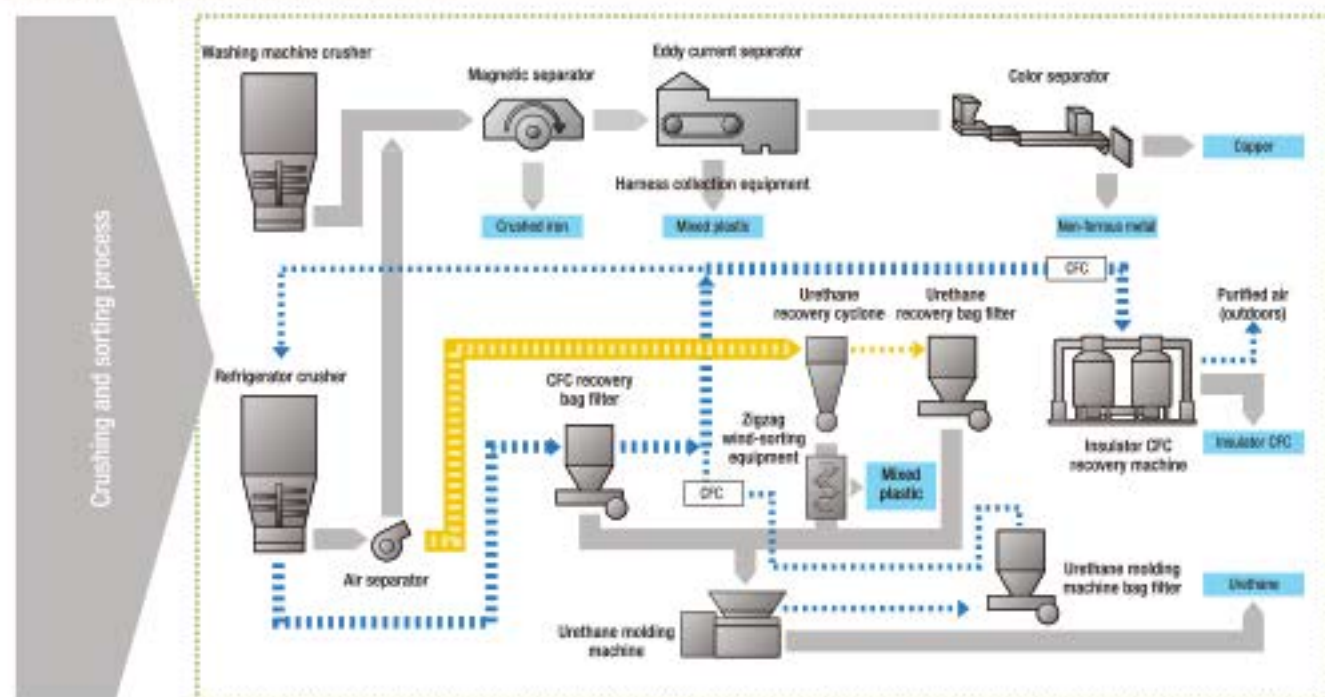 Crushing and sorting process
Washing machine crusher
Magnetic separator
Eddy current separator
Color separator
Copper
Harness collection equipment
Crushed iron
Mixed plastic
Non-ferrous metal
CFC
Urethane
recovery cyclone
Urethane
recovery bag filter
Purified air
(outdoors)
Refrigerator crusher
CFC recovery
bag filter
Zigzag
wind-sorting
equipment
Insulator CFC
recovery machine
Insulator CFC
Mixed
plastic
CFC
Air separator
Urethane molding
machine bag filter
Urethane
Urethane molding
machine